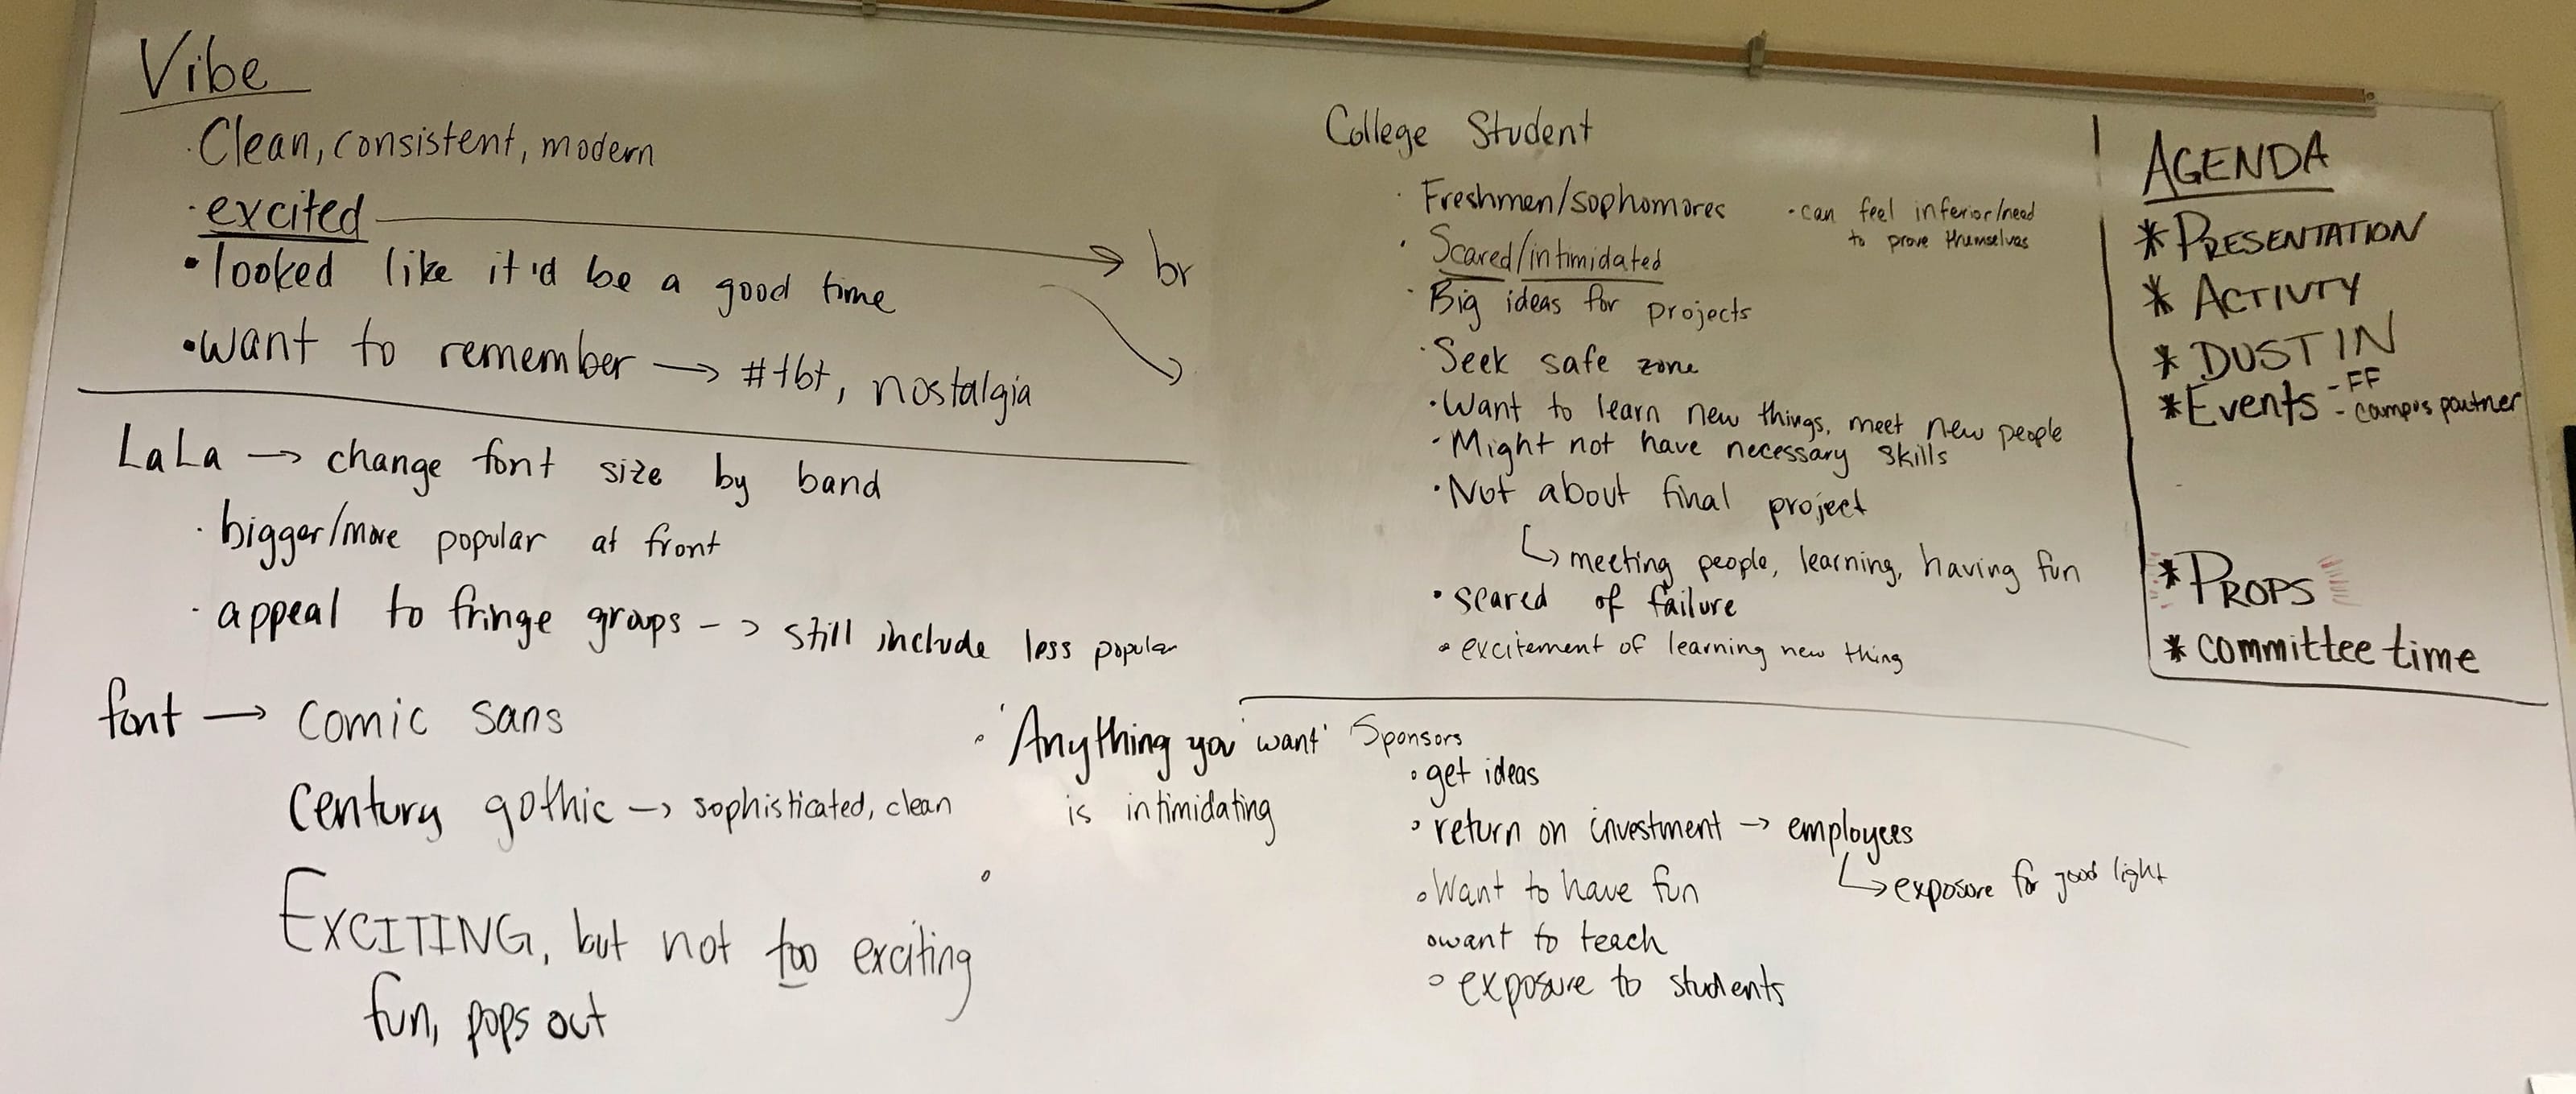 Vibe
· Clean, consistent, modern
· excited → br
• looked like it'd be a good time
• want to remember → #tbt, nostalgia
LaLa → change font size by band
· bigger/more popular at front
· appeal to fringe groups -> still include less popular
font → comic sans
century gothic → sophisticated, clean
EXCITING, but not too exciting
fun, pops out
· 'Anything you want'
is intimidating
College Student
· Freshmen/sophomores
· can feel inferior/need
to prove themselves
· Scared/intimidated
· Big ideas for projects
· Seek safe zone
· Want to learn new things, meet new people
· Might not have necessary skills
· Not about final project
↳ meeting people, learning, having fun
• scared of failure
• excitement of learning new thing
Sponsors
∘ get ideas
∘ return on investment → employees
↳ exposure for good light
∘ Want to have fun
∘ want to teach
∘ exposure to students
AGENDA
* PRESENTATION
* ACTIVTY
* DUSTIN
* Events - FF
- campus partner
* PROPS
* committee time